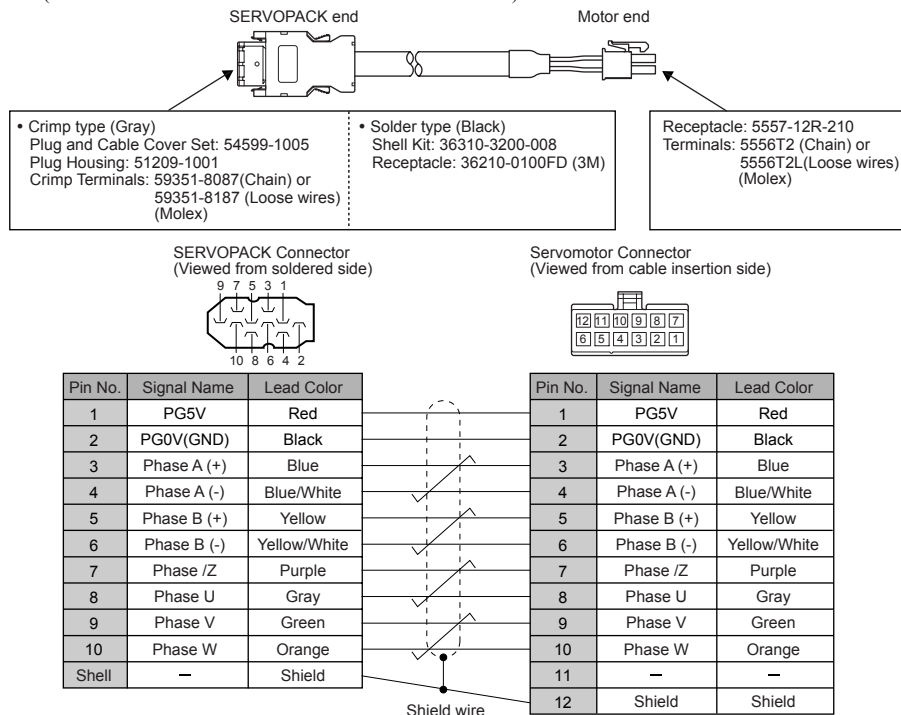 SERVOPACK end
Motor end
• Crimp type (Gray)
Plug and Cable Cover Set: 54599-1005
Plug Housing: 51209-1001
Crimp Terminals: 59351-8087(Chain) or
59351-8187 (Loose wires)
(Molex)
• Solder type (Black)
Shell Kit: 36310-3200-008
Receptacle: 36210-0100FD (3M)
Receptacle: 5557-12R-210
Terminals: 5556T2 (Chain) or
5556T2L(Loose wires)
(Molex)
SERVOPACK Connector
(Viewed from soldered side)
9 7 5 3 1
10 8 6 4 2
Servomotor Connector
(Viewed from cable insertion side)
12 11 10 9 8 7
6 5 4 3 2 1
Pin No. Signal Name Lead Color
1 PG5V Red
2 PG0V(GND) Black
3 Phase A (+) Blue
4 Phase A (-) Blue/White
5 Phase B (+) Yellow
6 Phase B (-) Yellow/White
7 Phase /Z Purple
8 Phase U Gray
9 Phase V Green
10 Phase W Orange
Shell – Shield
Shield wire
Pin No. Signal Name Lead Color
1 PG5V Red
2 PG0V(GND) Black
3 Phase A (+) Blue
4 Phase A (-) Blue/White
5 Phase B (+) Yellow
6 Phase B (-) Yellow/White
7 Phase /Z Purple
8 Phase U Gray
9 Phase V Green
10 Phase W Orange
11 – –
12 Shield Shield